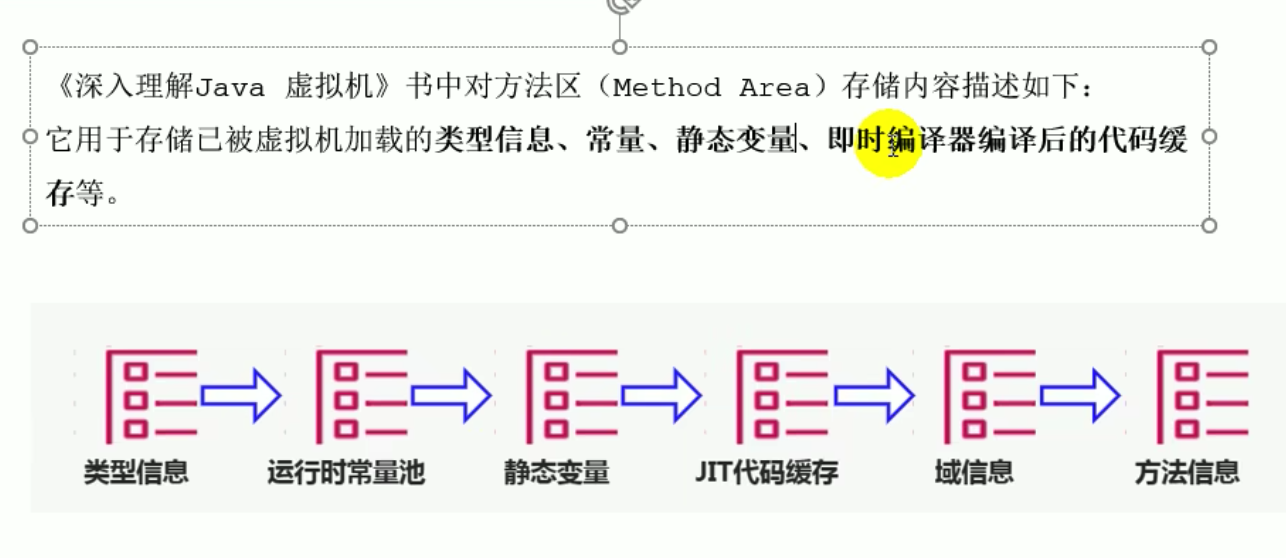 《深入理解Java 虚拟机》书中对方法区（Method Area）存储内容描述如下：
它用于存储已被虚拟机加载的类型信息、常量、静态变量、即时编译器编译后的代码缓
存等。
类型信息 运行时常量池 静态变量 JIT代码缓存 域信息 方法信息